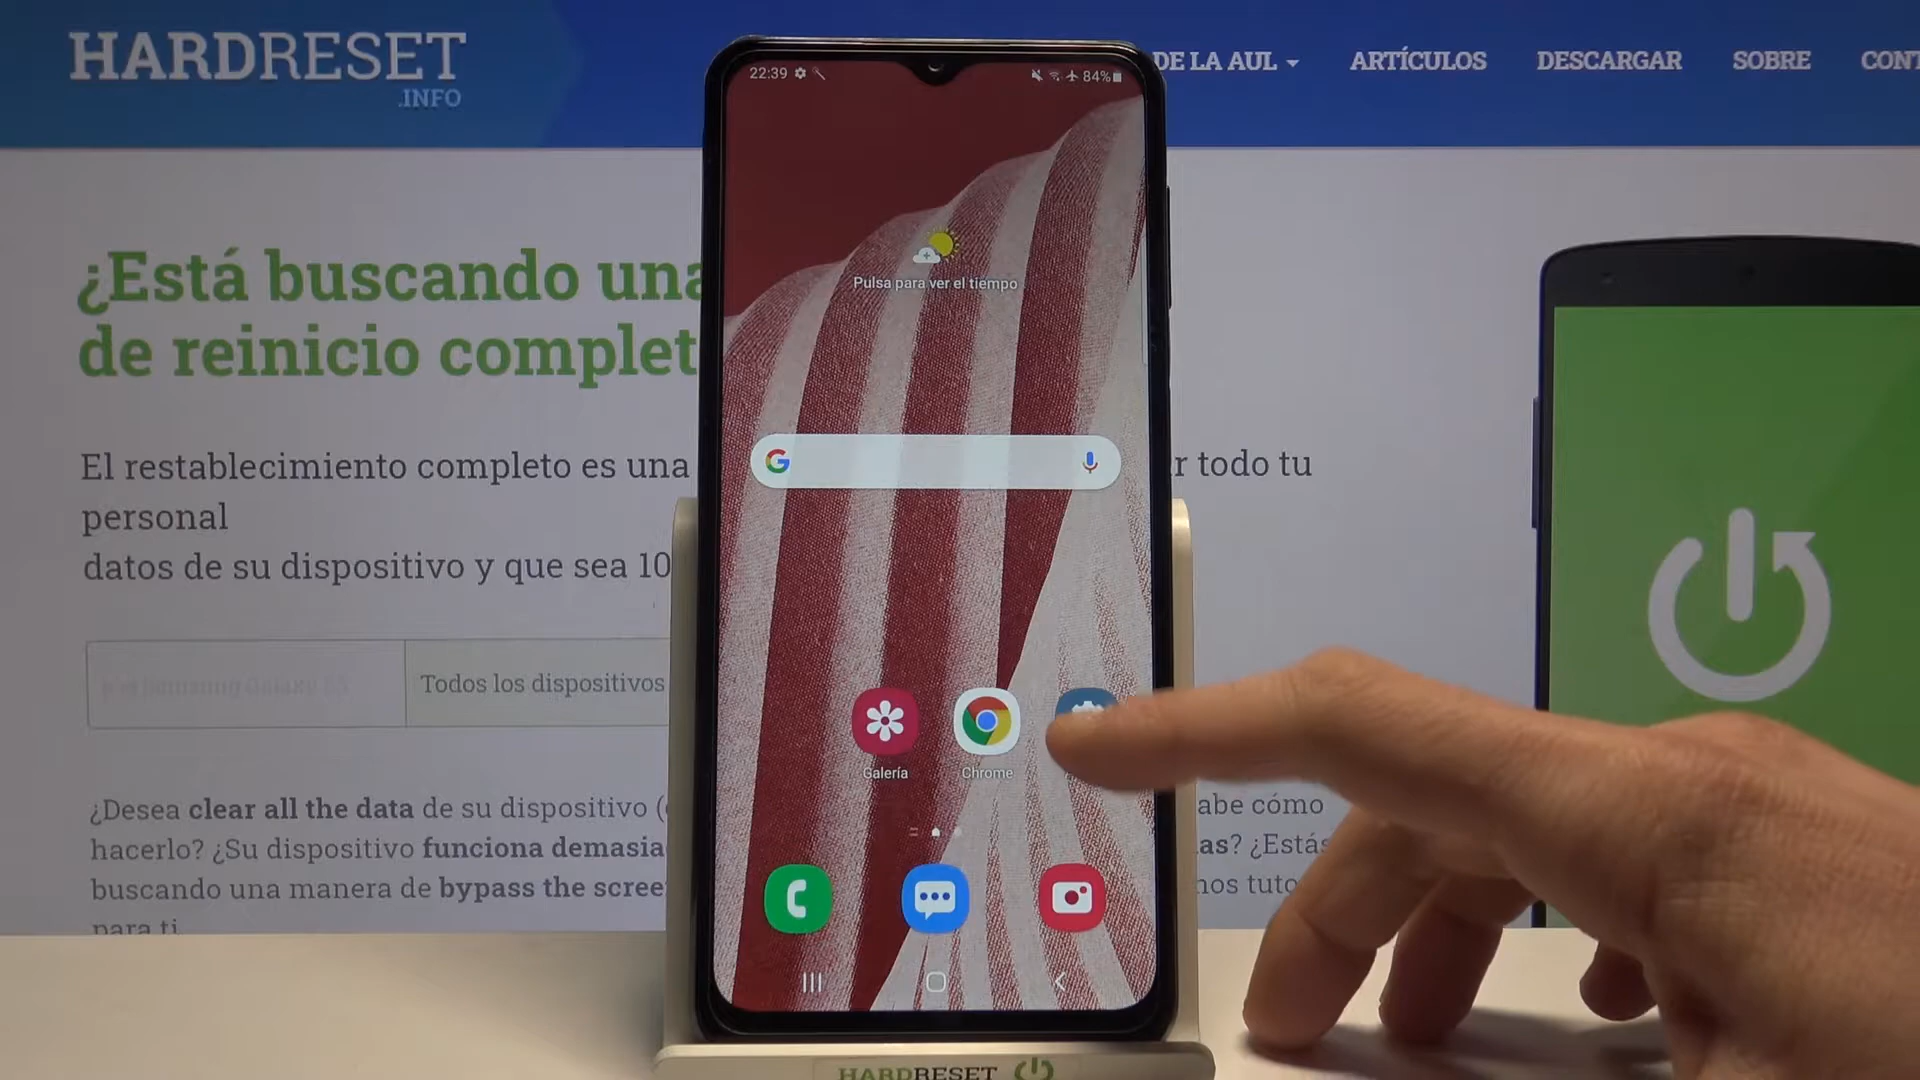 HARDRESET
.INFO
DE LA AUL
ARTÍCULOS
DESCARGAR
SOBRE
CONT
¿Está buscando una
de reinicio complet
El restablecimiento completo es una
r todo tu
personal
datos de su dispositivo y que sea 10
Todos los dispositivos
¿Desea clear all the data de su dispositivo (
abe cómo
hacerlo? ¿Su dispositivo funciona demasia
as? ¿Estás
buscando una manera de bypass the scree
nos tuto
para ti
22:39
84%
Pulsa para ver el tiempo
G
Galería
Chrome
HARDRESET